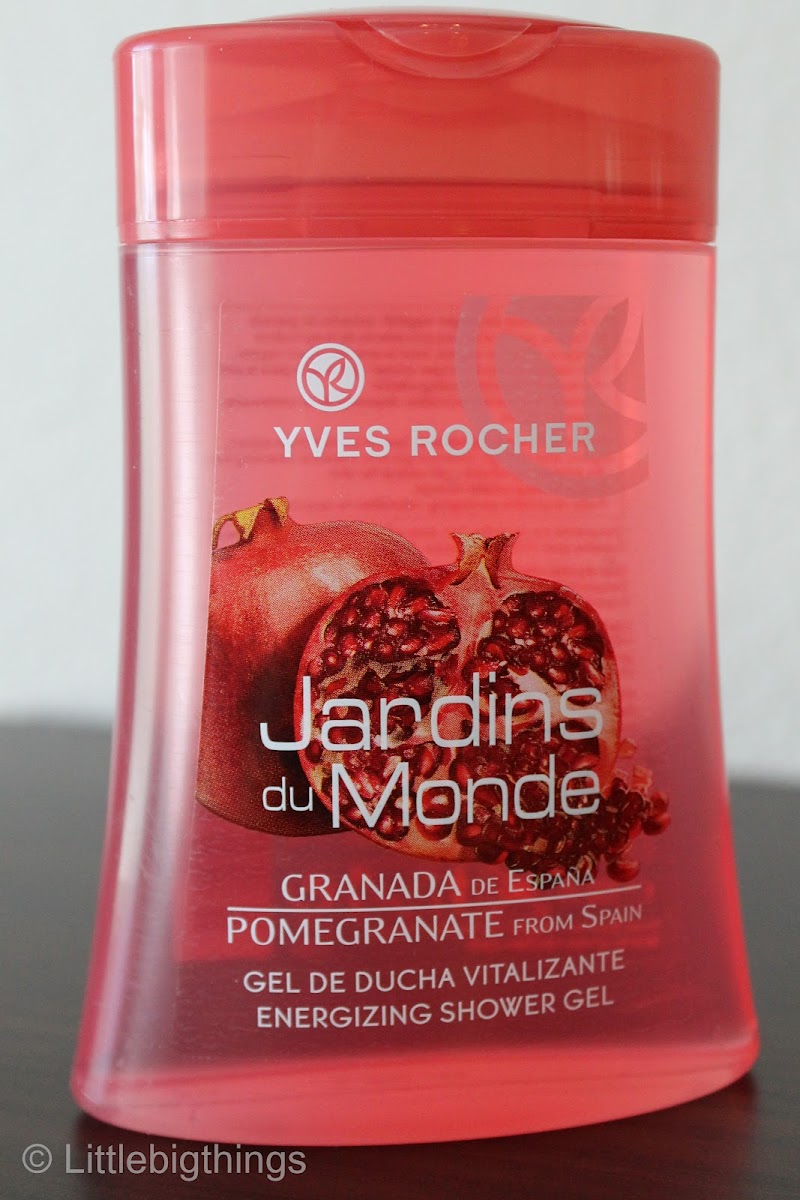 YVES ROCHER
Jardins
du Monde
GRANADA DE ESPAÑA
POMEGRANATE FROM SPAIN
GEL DE DUCHA VITALIZANTE
ENERGIZING SHOWER GEL
© Littlebigthings